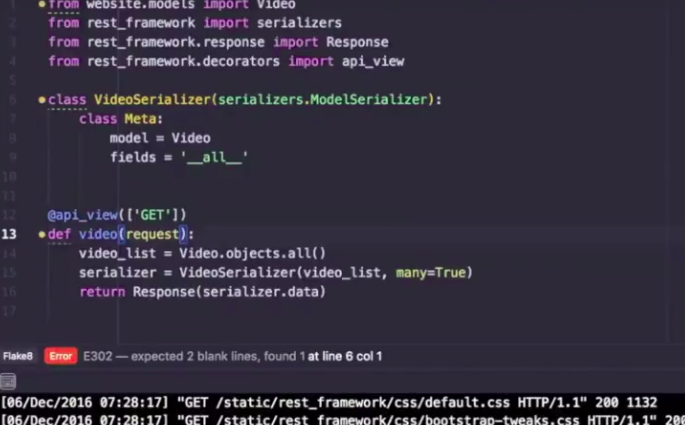 1 from website.models import Video
2 from rest_framework import serializers
3 from rest_framework.response import Response
4 from rest_framework.decorators import api_view
5
6 class VideoSerializer(serializers.ModelSerializer):
7 class Meta:
8 model = Video
9 fields = '__all__'
10
11
12 @api_view(['GET'])
13 def video(request):
14 video_list = Video.objects.all()
15 serializer = VideoSerializer(video_list, many=True)
16 return Response(serializer.data)
17
Flake8 Error E302 — expected 2 blank lines, found 1 at line 6 col 1
[06/Dec/2016 07:28:17] "GET /static/rest_framework/css/default.css HTTP/1.1" 200 1132
[06/Dec/2016 07:28:17] "GET /static/rest_framework/css/bootstrap-tweaks.css HTTP/1.1" 200